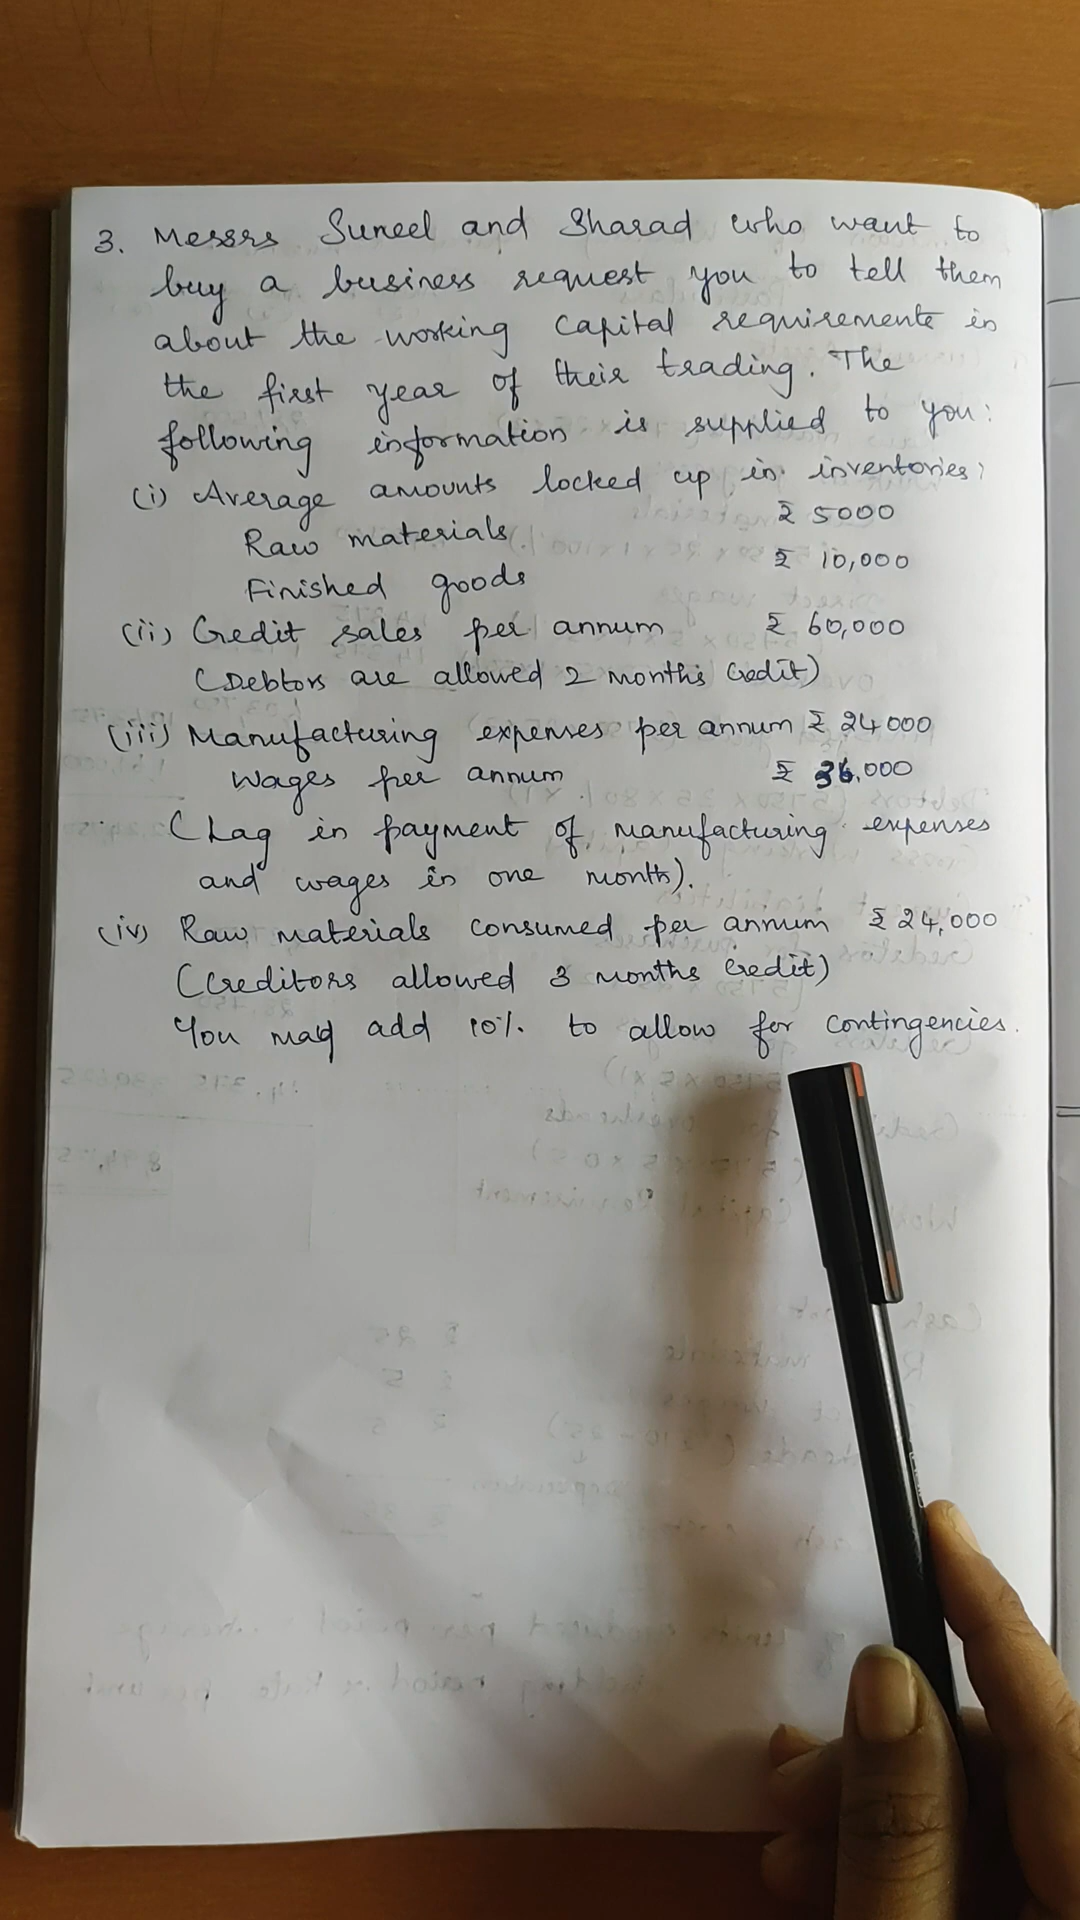 3. Messrs Suneel and Sharad who want to
buy a business request you to tell them
about the working capital requirements in
the first year of their trading. The
following information is supplied to you:
(i) Average amounts locked up in inventories:
Raw materials ₹ 5000
Finished goods ₹ 10,000
(ii) Credit sales per annum ₹ 60,000
(Debtors are allowed 2 months credit)
(iii) Manufacturing expenses per annum ₹ 24000
Wages per annum ₹ 36,000
(Lag in payment of manufacturing expenses
and wages is one month).
(iv) Raw materials consumed per annum ₹ 24,000
(Creditors allowed 3 months credit)
You may add 10% to allow for contingencies.